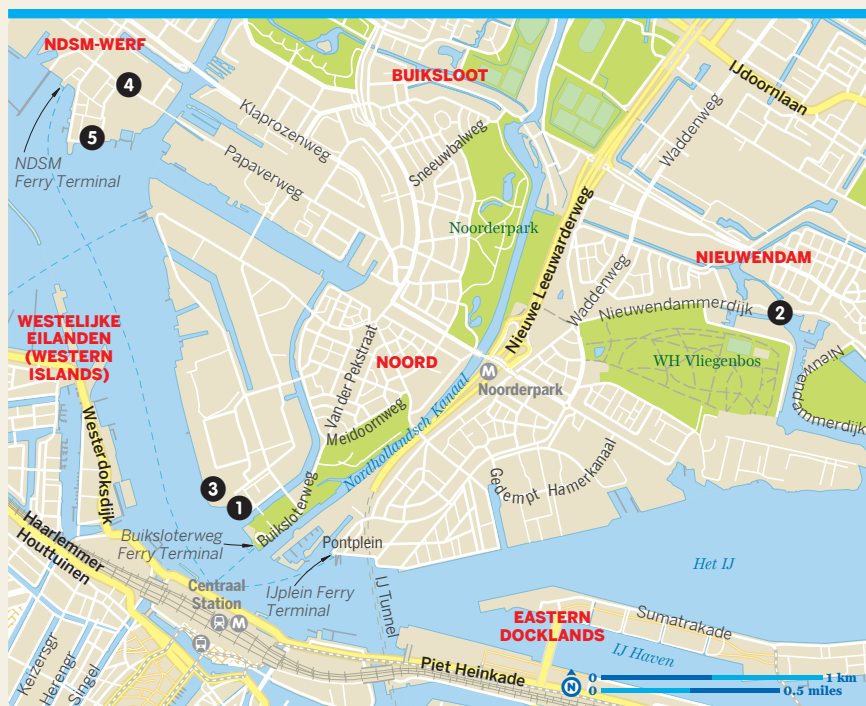 NDSM-WERF
4
5
NDSM
Ferry Terminal
BUIKSLOOT
Klaprozenweg
Papaverweg
Sneeuwbalweg
Noorderpark
IJdoornlaan
Waddenweg
Nieuwe Leeuwarderweg
Waddenweg
NIEUWENDAM
Nieuwendammerdijk
2
WH Vliegenbos
Nieuwendammerdijk
WESTELIJKE
EILANDEN
(WESTERN
ISLANDS)
Westerdoksdijk
Van der Pekstraat
NOORD
M
Noorderpark
Meidoornweg
Nordhollandsch Kanaal
Gedempt Hamerkanaal
3
1
Buiksloterweg
Buiksloterweg
Ferry Terminal
Pontplein
IJplein Ferry
Terminal
IJ Tunnel
Haarlemmer
Houttuinen
Centraal
Station
M
Het IJ
EASTERN
DOCKLANDS
Sumatrakade
IJ Haven
Piet Heinkade
Keizersgr
Herengr
Singel
N
0 1 km
0 0.5 miles